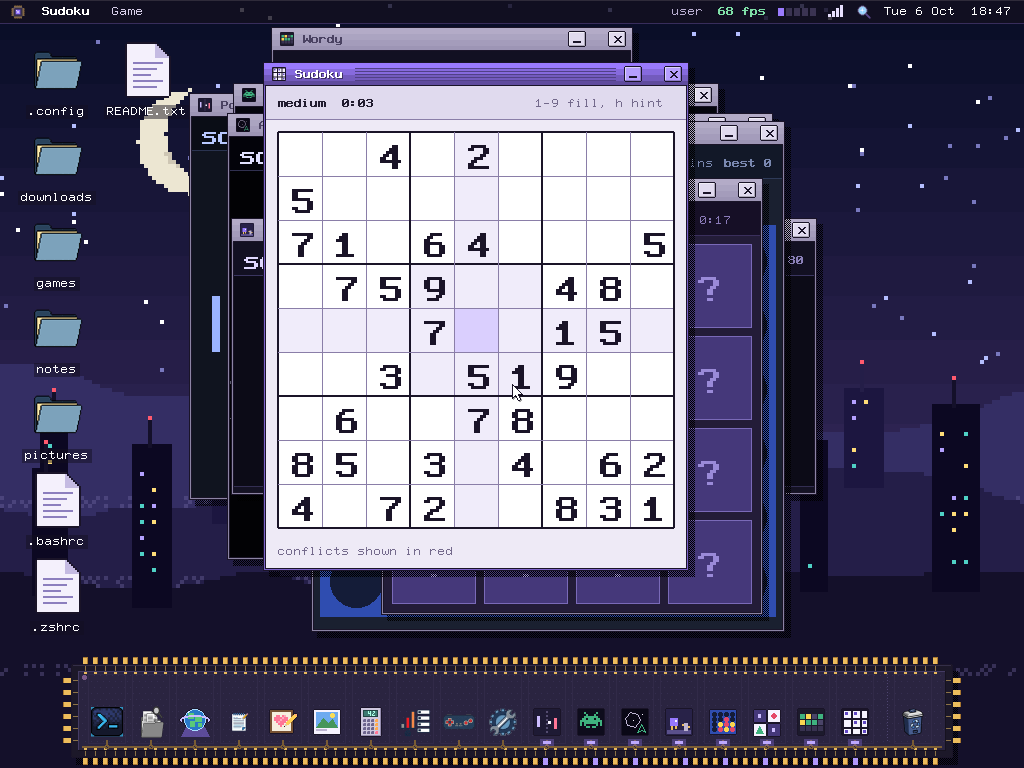 Sudoku Game user 68 fps Tue 6 Oct 18:47
Wordy
Sudoku
medium 0:03 1-9 fill, h hint
best 0
0:17
80
4 2
5
7 1 6 4 5
7 5 9 4 8
7 1 5
3 5 1 9
6 7 8
8 5 3 4 6 2
4 7 2 8 3 1
conflicts shown in red
?
?
?
?
.config
README.txt
downloads
games
notes
pictures
.bashrc
.zshrc
42